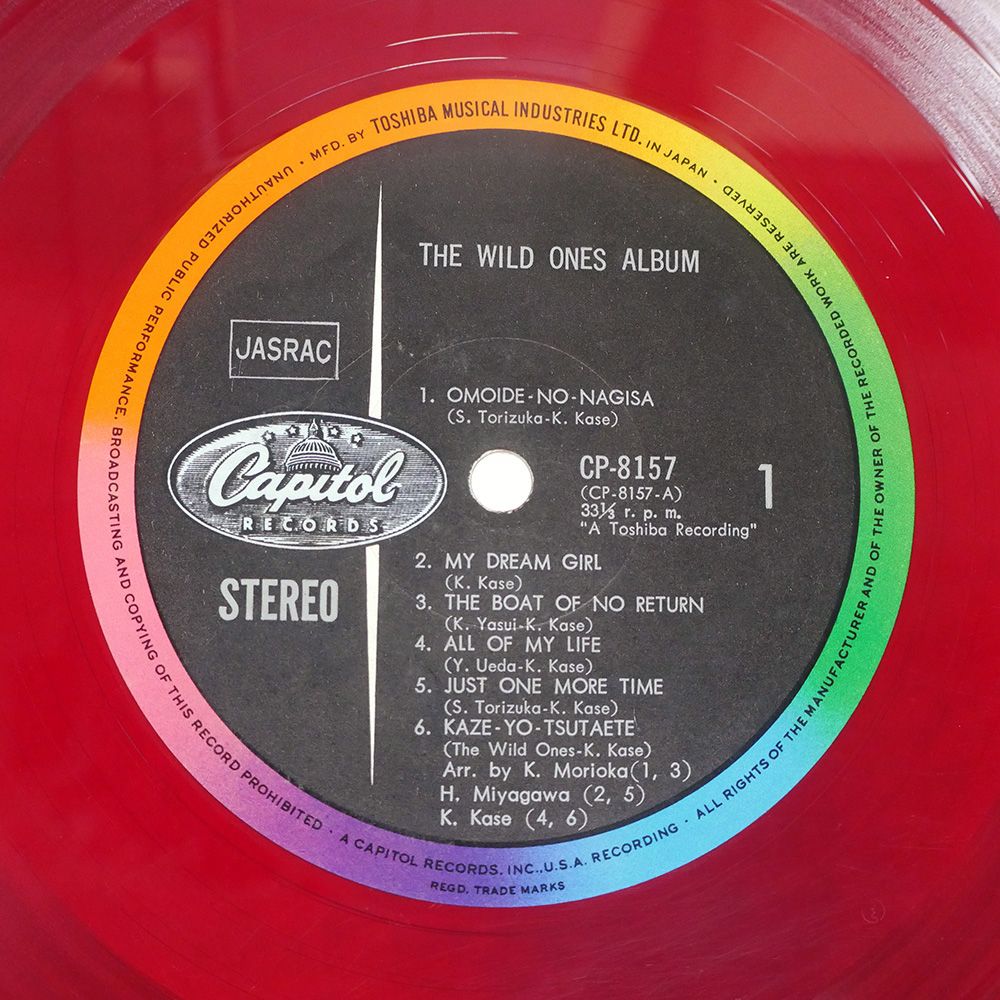 MFD. BY TOSHIBA MUSICAL INDUSTRIES LTD. IN JAPAN · ALL RIGHTS OF THE MANUFACTURER AND OF THE OWNER OF THE RECORDED WORK ARE RESERVED ·
UNAUTHORIZED PUBLIC PERFORMANCE, BROADCASTING AND COPYING OF THIS RECORD PROHIBITED · A CAPITOL RECORDS, INC., U.S.A. RECORDING ·
REGD. TRADE MARKS
THE WILD ONES ALBUM
JASRAC
1. OMOIDE-NO-NAGISA
(S. Torizuka-K. Kase)
Capitol
RECORDS
STEREO
CP-8157
(CP-8157-A)
33⅓ r. p. m.
"A Toshiba Recording"
1
2. MY DREAM GIRL
(K. Kase)
3. THE BOAT OF NO RETURN
(K. Yasui-K. Kase)
4. ALL OF MY LIFE
(Y. Ueda-K. Kase)
5. JUST ONE MORE TIME
(S. Torizuka-K. Kase)
6. KAZE-YO-TSUTAETE
(The Wild Ones-K. Kase)
Arr. by K. Morioka(1, 3)
H. Miyagawa (2, 5)
K. Kase (4, 6)